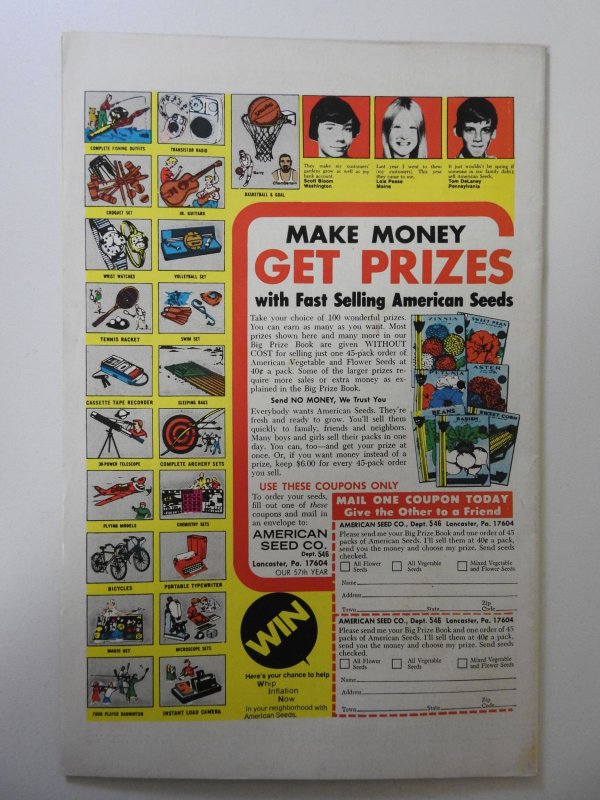 COMPLETE FISHING OUTFITS
TRANSISTOR RADIO
CROQUET SET
JR. GUITARS
WRIST WATCHES
VOLLEYBALL SET
TENNIS RACKET
SWIM SET
CASSETTE TAPE RECORDER
SLEEPING BAGS
30-POWER TELESCOPE
COMPLETE ARCHERY SETS
FLYING MODELS
CHEMISTRY SETS
BICYCLES
PORTABLE TYPEWRITER
MAGIC KIT
MICROSCOPE SETS
FOUR PLAYER BADMINTON
INSTANT LOAD CAMERA
SPALDING
Barry
Chamberlain
BASKETBALL & GOAL
They make my customers'
gardens grow as well as my
bank account.
Scott Bloom
Washington
Last year I went to them
(my customers). This year
they came to me.
Lois Pease
Maine
It just wouldn't be spring if
someone in our family didn't
sell American Seeds.
Tom DeLaney
Pennsylvania
MAKE MONEY
GET PRIZES
with Fast Selling American Seeds
Take your choice of 100 wonderful prizes.
You can earn as many as you want. Most
prizes shown here and many more in our
Big Prize Book are given WITHOUT
COST for selling just one 45-pack order of
American Vegetable and Flower Seeds at
40¢ a pack. Some of the larger prizes re-
quire more sales or extra money as ex-
plained in the Big Prize Book.
Send NO MONEY, We Trust You
Everybody wants American Seeds. They're
fresh and ready to grow. You'll sell them
quickly to family, friends and neighbors.
Many boys and girls sell their packs in one
day. You can, too—and get your prize at
once. Or, if you want money instead of a
prize, keep $6.00 for every 45-pack order
you sell.
ZINNIA
SWEET PEAS
PETUNIA
ASTER
BEANS
RADISH
SWEET CORN
USE THESE COUPONS ONLY
To order your seeds,
fill out one of these
coupons and mail in
an envelope to:
AMERICAN
SEED CO.
Dept. 546
Lancaster, Pa. 17604
OUR 57th YEAR
WIN
Here's your chance to help
Whip
Inflation
Now
in your neighborhood with
American Seeds.
MAIL ONE COUPON TODAY
Give the Other to a Friend
AMERICAN SEED CO., Dept. 546 Lancaster, Pa. 17604
Please send me your Big Prize Book and one order of 45
packs of American Seeds. I'll sell them at 40¢ a pack,
send you the money and choose my prize. Send seeds
checked.
All Flower Seeds
All Vegetable Seeds
Mixed Vegetable and Flower Seeds
Name
Address
Town State Zip Code
AMERICAN SEED CO., Dept. 546 Lancaster, Pa. 17604
Please send me your Big Prize Book and one order of 45
packs of American Seeds. I'll sell them at 40¢ a pack,
send you the money and choose my prize. Send seeds
checked.
All Flower Seeds
All Vegetable Seeds
Mixed Vegetable and Flower Seeds
Name
Address
Town State Zip Code